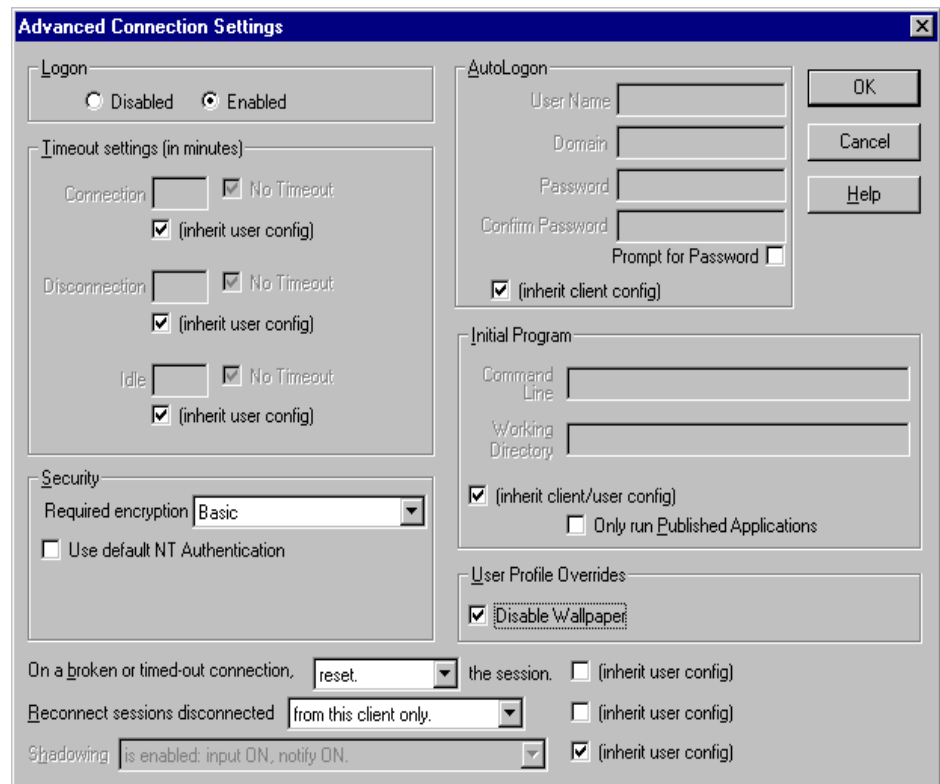 Advanced Connection Settings
Logon
Disabled Enabled
Timeout settings (in minutes)
Connection No Timeout
(inherit user config)
Disconnection No Timeout
(inherit user config)
Idle No Timeout
(inherit user config)
Security
Required encryption Basic
Use default NT Authentication
AutoLogon
User Name
Domain
Password
Confirm Password
Prompt for Password
(inherit client config)
OK
Cancel
Help
Initial Program
Command
Line
Working
Directory
(inherit client/user config)
Only run Published Applications
User Profile Overrides
Disable Wallpaper
On a broken or timed-out connection, reset. the session. (inherit user config)
Reconnect sessions disconnected from this client only. (inherit user config)
Shadowing is enabled: input ON, notify ON. (inherit user config)